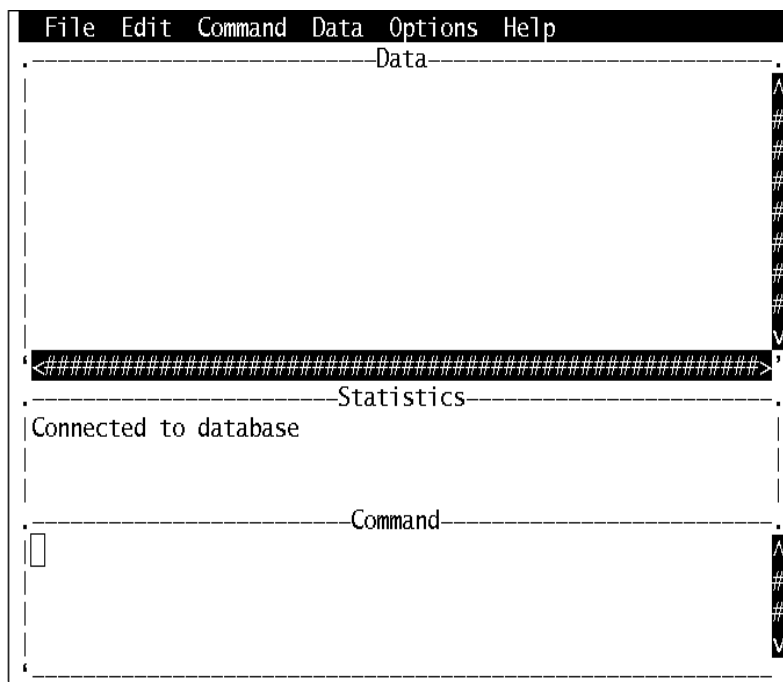 File Edit Command Data Options Help
Data
Statistics
Connected to database
Command